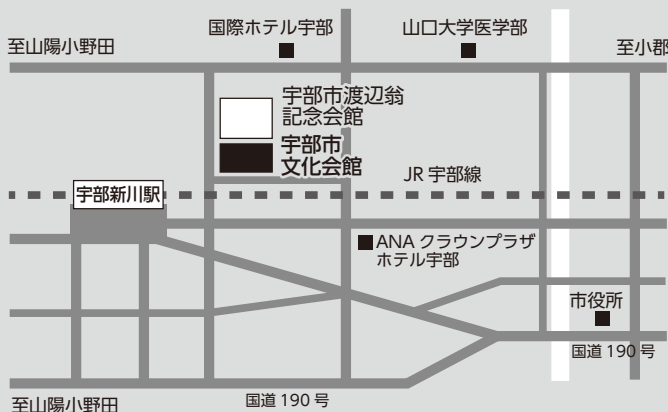 国際ホテル宇部
山口大学医学部
至山陽小野田
至小郡
宇部市渡辺翁
記念会館
宇部市
文化会館
JR 宇部線
宇部新川駅
ANA クラウンプラザ
ホテル宇部
市役所
国道 190 号
国道 190 号
至山陽小野田